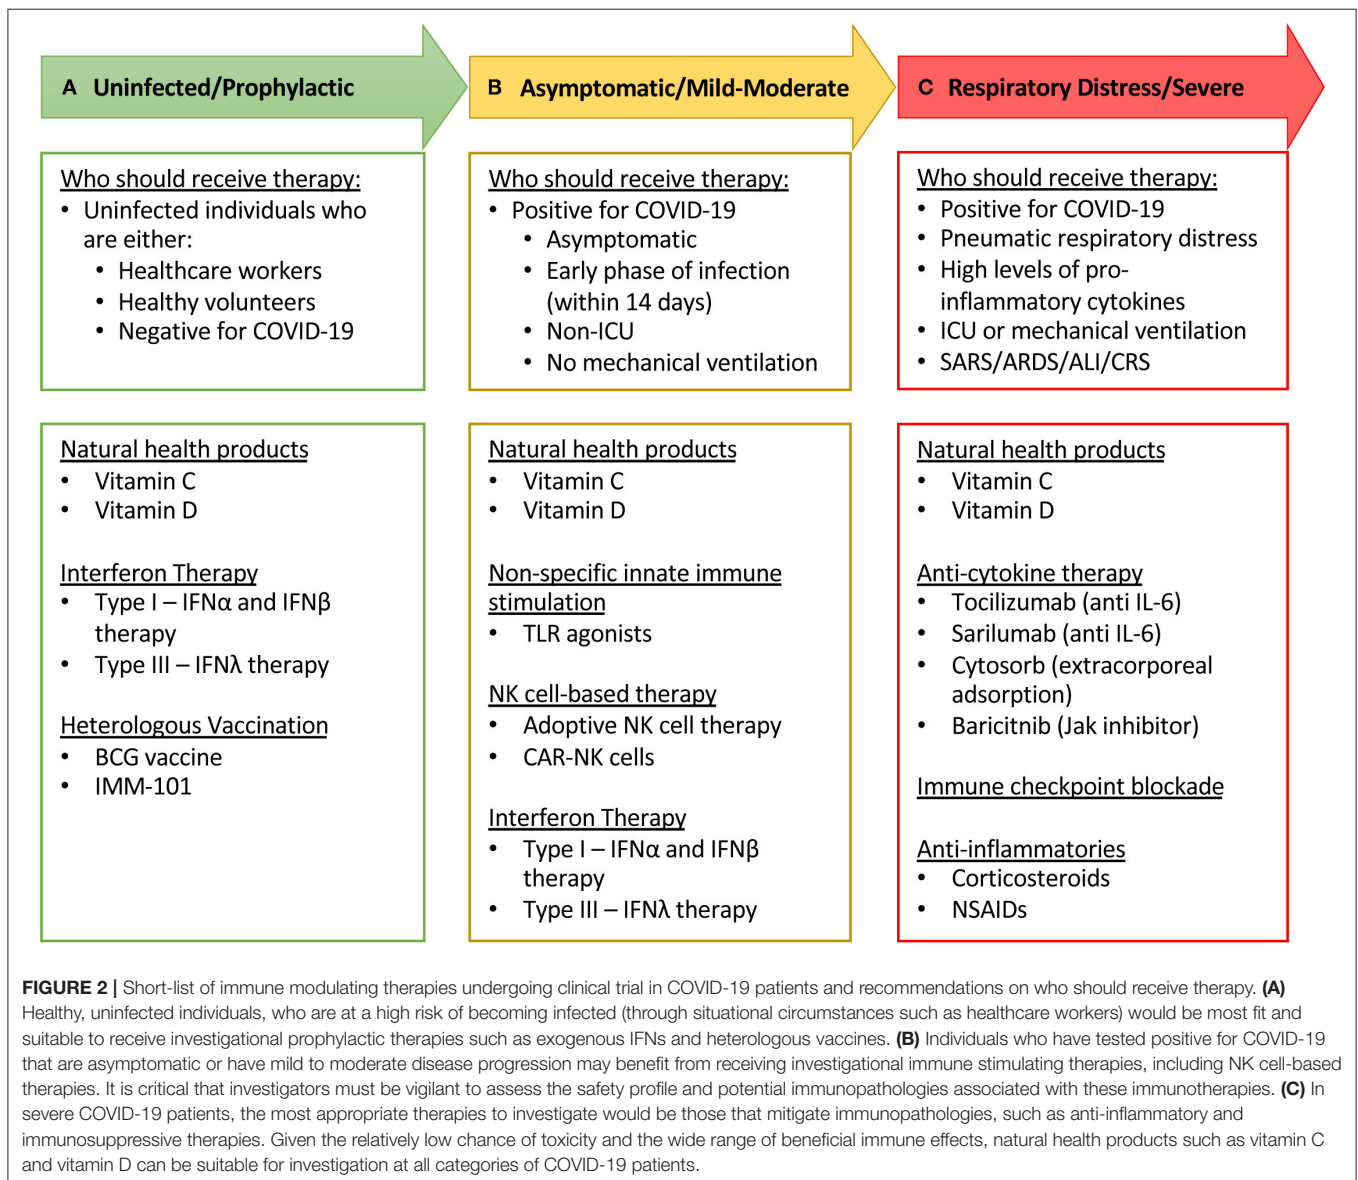 A Uninfected/Prophylactic
Who should receive therapy:
• Uninfected individuals who
are either:
• Healthcare workers
• Healthy volunteers
• Negative for COVID-19
Natural health products
• Vitamin C
• Vitamin D
Interferon Therapy
• Type I – IFNα and IFNβ
therapy
• Type III – IFNλ therapy
Heterologous Vaccination
• BCG vaccine
• IMM-101
B Asymptomatic/Mild-Moderate
Who should receive therapy:
• Positive for COVID-19
• Asymptomatic
• Early phase of infection
(within 14 days)
• Non-ICU
• No mechanical ventilation
Natural health products
• Vitamin C
• Vitamin D
Non-specific innate immune
stimulation
• TLR agonists
NK cell-based therapy
• Adoptive NK cell therapy
• CAR-NK cells
Interferon Therapy
• Type I – IFNα and IFNβ
therapy
• Type III – IFNλ therapy
C Respiratory Distress/Severe
Who should receive therapy:
• Positive for COVID-19
• Pneumatic respiratory distress
• High levels of pro-
inflammatory cytokines
• ICU or mechanical ventilation
• SARS/ARDS/ALI/CRS
Natural health products
• Vitamin C
• Vitamin D
Anti-cytokine therapy
• Tocilizumab (anti IL-6)
• Sarilumab (anti IL-6)
• Cytosorb (extracorporeal
adsorption)
• Baricitnib (Jak inhibitor)
Immune checkpoint blockade
Anti-inflammatories
• Corticosteroids
• NSAIDs
FIGURE 2 | Short-list of immune modulating therapies undergoing clinical trial in COVID-19 patients and recommendations on who should receive therapy. (A)
Healthy, uninfected individuals, who are at a high risk of becoming infected (through situational circumstances such as healthcare workers) would be most fit and
suitable to receive investigational prophylactic therapies such as exogenous IFNs and heterologous vaccines. (B) Individuals who have tested positive for COVID-19
that are asymptomatic or have mild to moderate disease progression may benefit from receiving investigational immune stimulating therapies, including NK cell-based
therapies. It is critical that investigators must be vigilant to assess the safety profile and potential immunopathologies associated with these immunotherapies. (C) In
severe COVID-19 patients, the most appropriate therapies to investigate would be those that mitigate immunopathologies, such as anti-inflammatory and
immunosuppressive therapies. Given the relatively low chance of toxicity and the wide range of beneficial immune effects, natural health products such as vitamin C
and vitamin D can be suitable for investigation at all categories of COVID-19 patients.